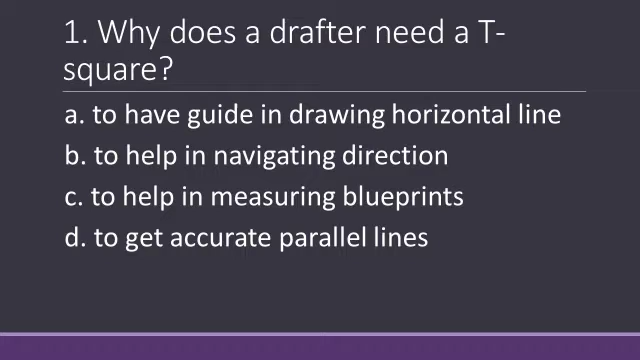 1. Why does a drafter need a T-
square?
a. to have guide in drawing horizontal line
b. to help in navigating direction
c. to help in measuring blueprints
d. to get accurate parallel lines